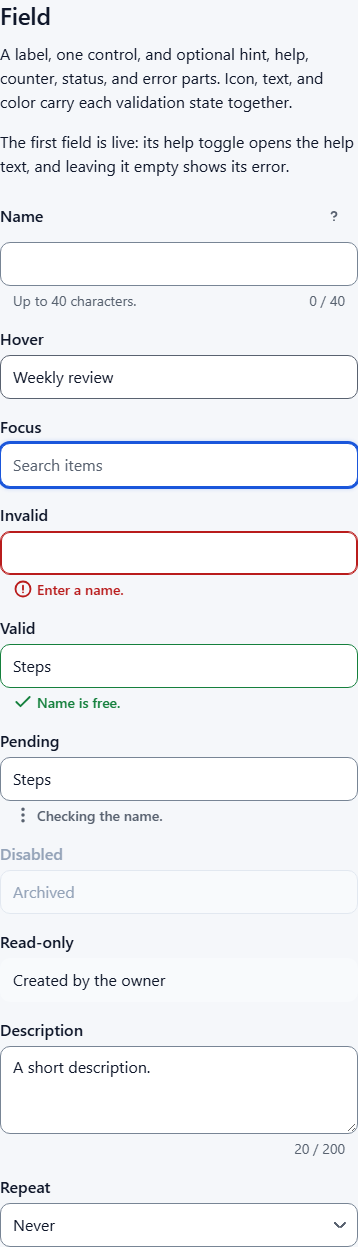 Field
A label, one control, and optional hint, help,
counter, status, and error parts. Icon, text, and
color carry each validation state together.
The first field is live: its help toggle opens the help
text, and leaving it empty shows its error.
Name ?
Up to 40 characters. 0 / 40
Hover
Weekly review
Focus
Search items
Invalid
Enter a name.
Valid
Steps
Name is free.
Pending
Steps
Checking the name.
Disabled
Archived
Read-only
Created by the owner
Description
A short description.
20 / 200
Repeat
Never